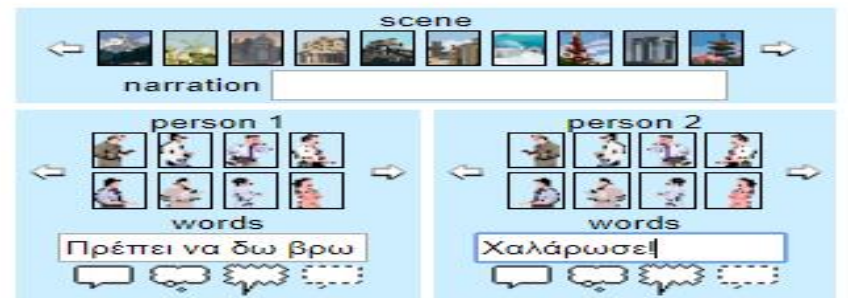 scene
narration
person 1
person 2
words
words
Πρέπει να δω βρω
Χαλάρωσε!